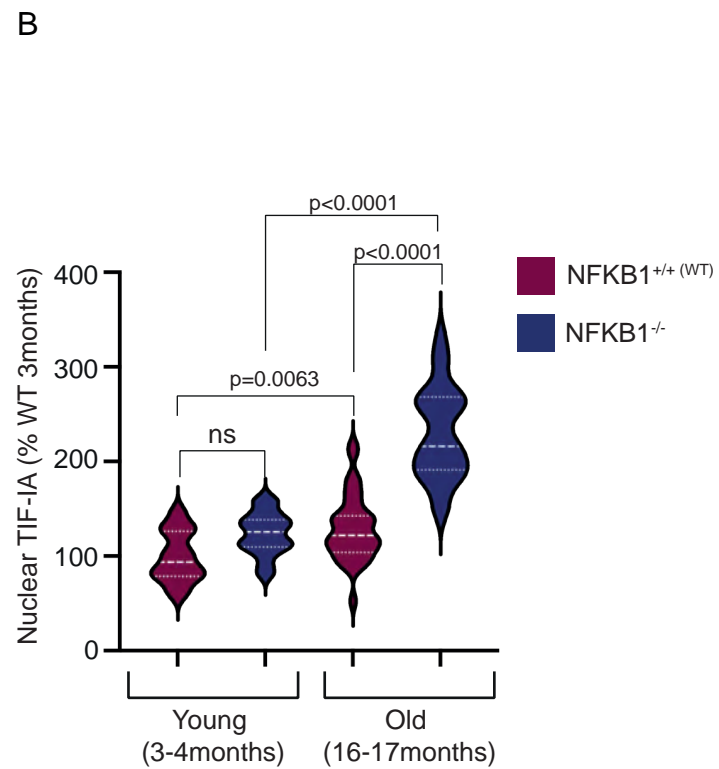 B
p<0.0001
p<0.0001
p=0.0063
ns
Nuclear TIF-IA (% WT 3months)
400
300
200
100
0
NFKB1+/+ (WT)
NFKB1-/-
Young
(3-4months)
Old
(16-17months)